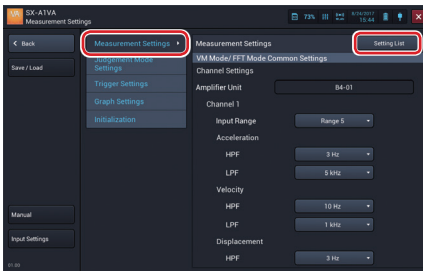 VA SX-A1VA
Measurement Settings
73%
9/14/2017
15:44
< Back
Save / Load
Manual
Input Settings
Measurement Settings
Judgement Mode
Settings
Trigger Settings
Graph Settings
Initialization
Measurement Settings
Setting List
VM Mode/ FFT Mode Common Settings
Channel Settings
Amplifier Unit B4-01
Channel 1
Input Range Range 5
Acceleration
HPF 3 Hz
LPF 5 kHz
Velocity
HPF 10 Hz
LPF 1 kHz
Displacement
HPF 3 Hz